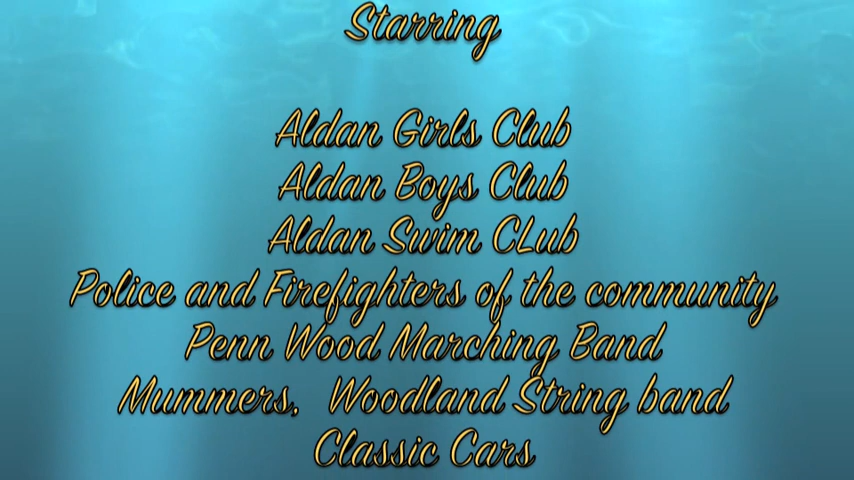 Starring
Aldan Girls Club
Aldan Boys Club
Aldan Swim CLub
Police and Firefighters of the community
Penn Wood Marching Band
Mummers, Woodland String band
Classic Cars